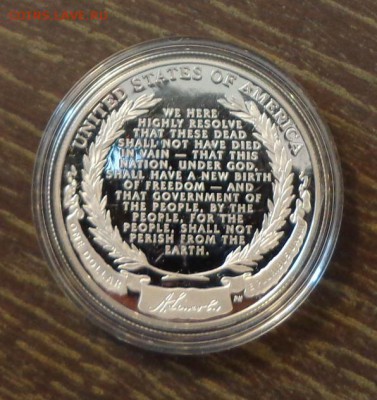 UNITED STATES OF AMERICA
WE HERE
HIGHLY RESOLVE
THAT THESE DEAD
SHALL NOT HAVE DIED
IN VAIN — THAT THIS
NATION, UNDER GOD,
SHALL HAVE A NEW BIRTH
OF FREEDOM — AND
THAT GOVERNMENT OF
THE PEOPLE, BY THE
PEOPLE, FOR THE
PEOPLE, SHALL NOT
PERISH FROM THE
EARTH.
ONE DOLLAR
A. Lincoln